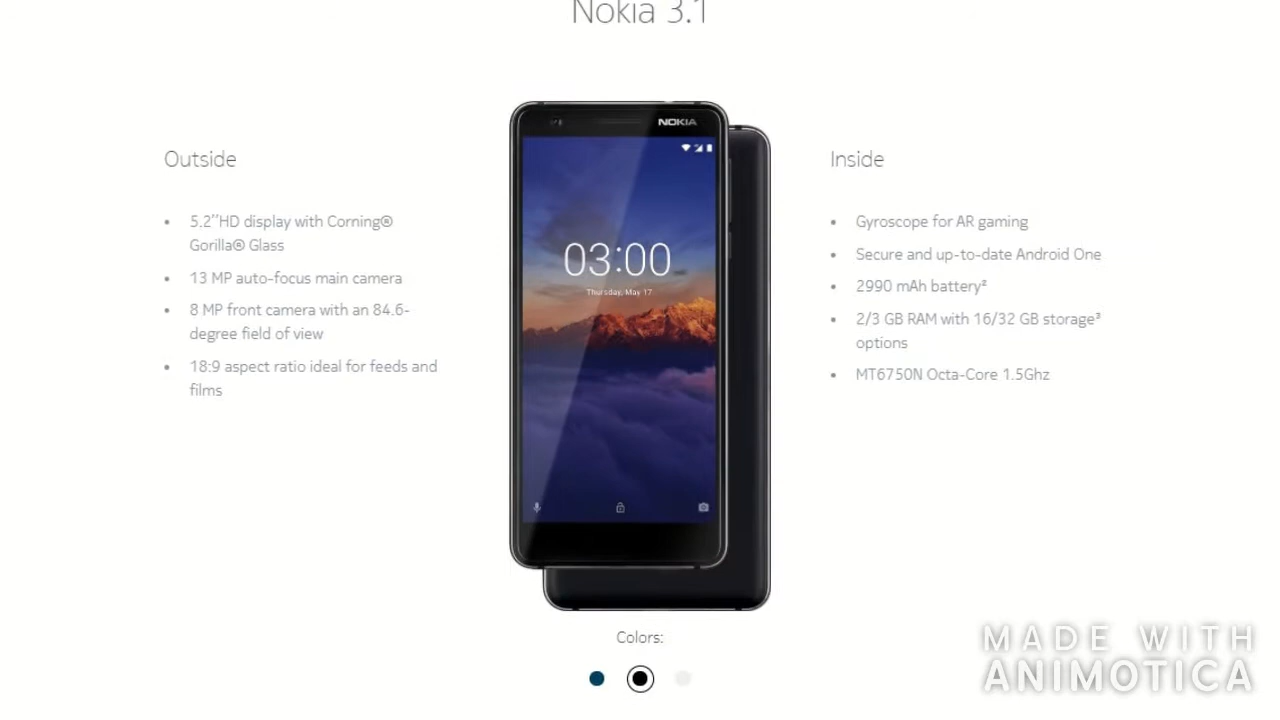 Nokia 3.1
Outside
5.2’’HD display with Corning®
Gorilla® Glass
13 MP auto-focus main camera
8 MP front camera with an 84.6-
degree field of view
18:9 aspect ratio ideal for feeds and
films
NOKIA
03:00
Thursday, May 17
Inside
Gyroscope for AR gaming
Secure and up-to-date Android One
2990 mAh battery²
2/3 GB RAM with 16/32 GB storage³
options
MT6750N Octa-Core 1.5Ghz
Colors:
MADE WITH
ANIMOTICA